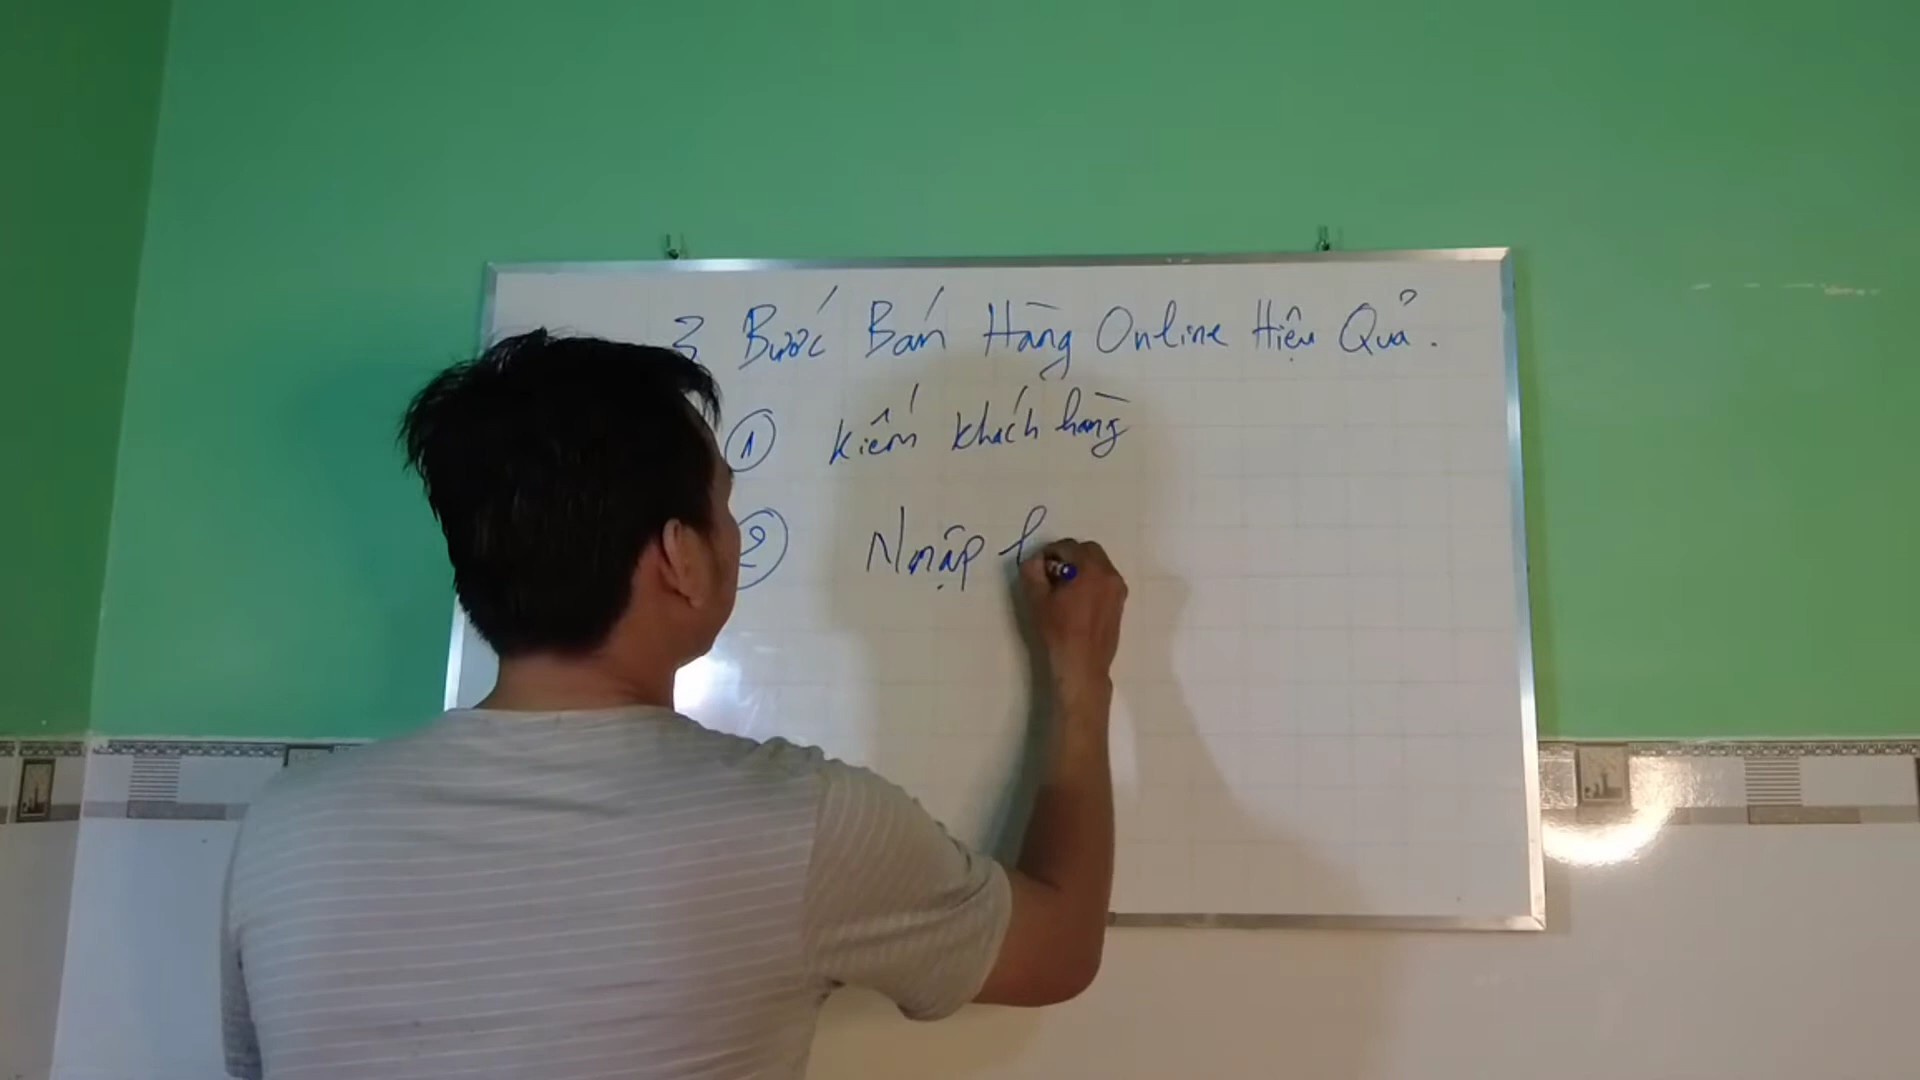 3 Bước Bán Hàng Online Hiệu Quả.
1 Kiếm khách hàng
2 Nhập